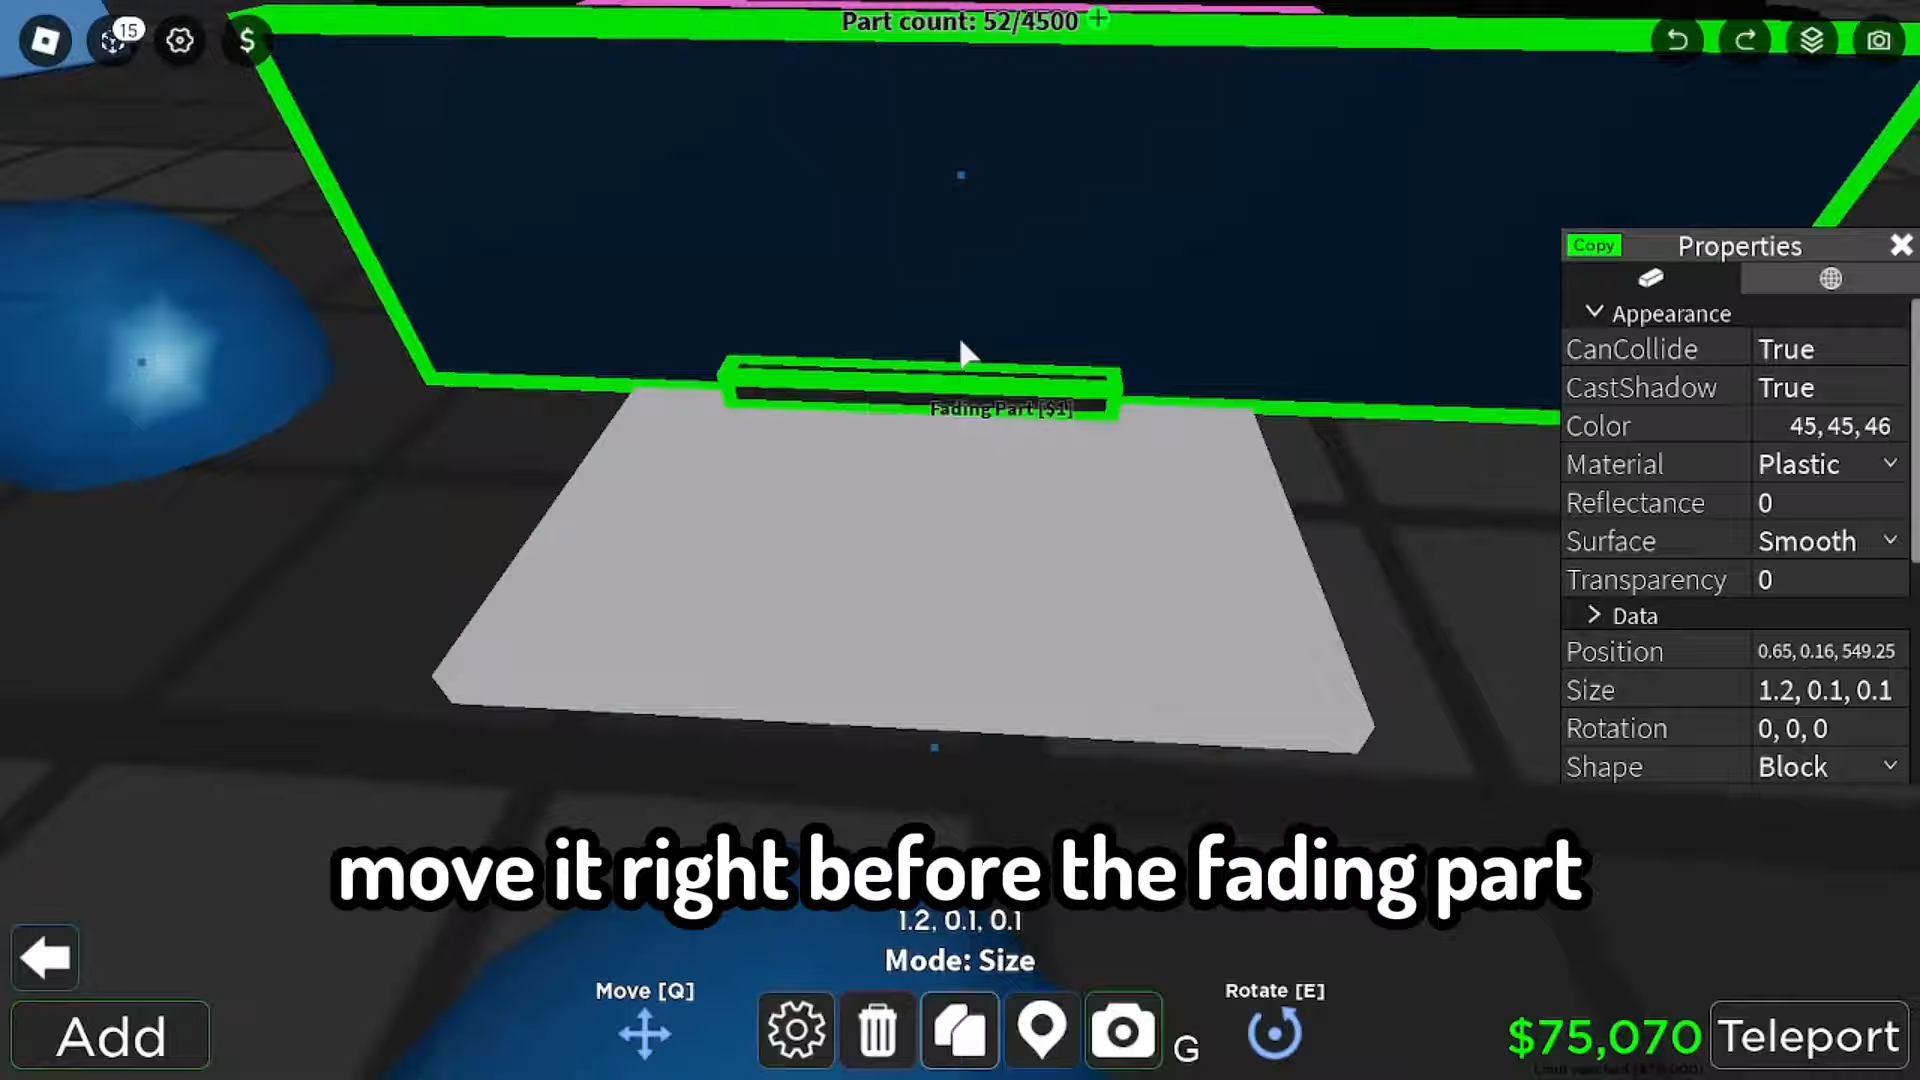 15
$
Part count: 52/4500 +
Copy
Properties
Appearance
CanCollide True
CastShadow True
Color 45, 45, 46
Material Plastic
Reflectance 0
Surface Smooth
Transparency 0
Data
Position 0.65, 0.16, 549.25
Size 1.2, 0.1, 0.1
Rotation 0, 0, 0
Shape Block
Fading Part [$1]
move it right before the fading part
1.2, 0.1, 0.1
Mode: Size
Move [Q]
Rotate [E]
G
Add
$75,070
Teleport